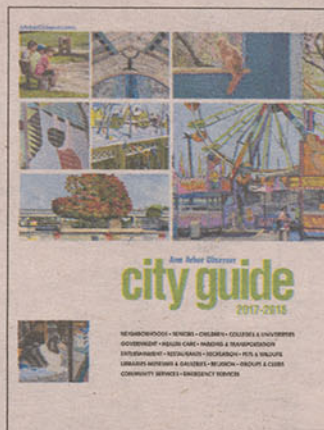 Ann Arbor Observer
city guide
2017-2018
NEIGHBORHOODS • SENIORS • CHILDREN • COLLEGES & UNIVERSITIES
GOVERNMENT • HEALTH CARE • PARKING & TRANSPORTATION
ENTERTAINMENT • RESTAURANTS • RECREATION • PETS & WILDLIFE
LIBRARIES MUSEUMS & GALLERIES • RELIGION • GROUPS & CLUBS
COMMUNITY SERVICES • EMERGENCY SERVICES